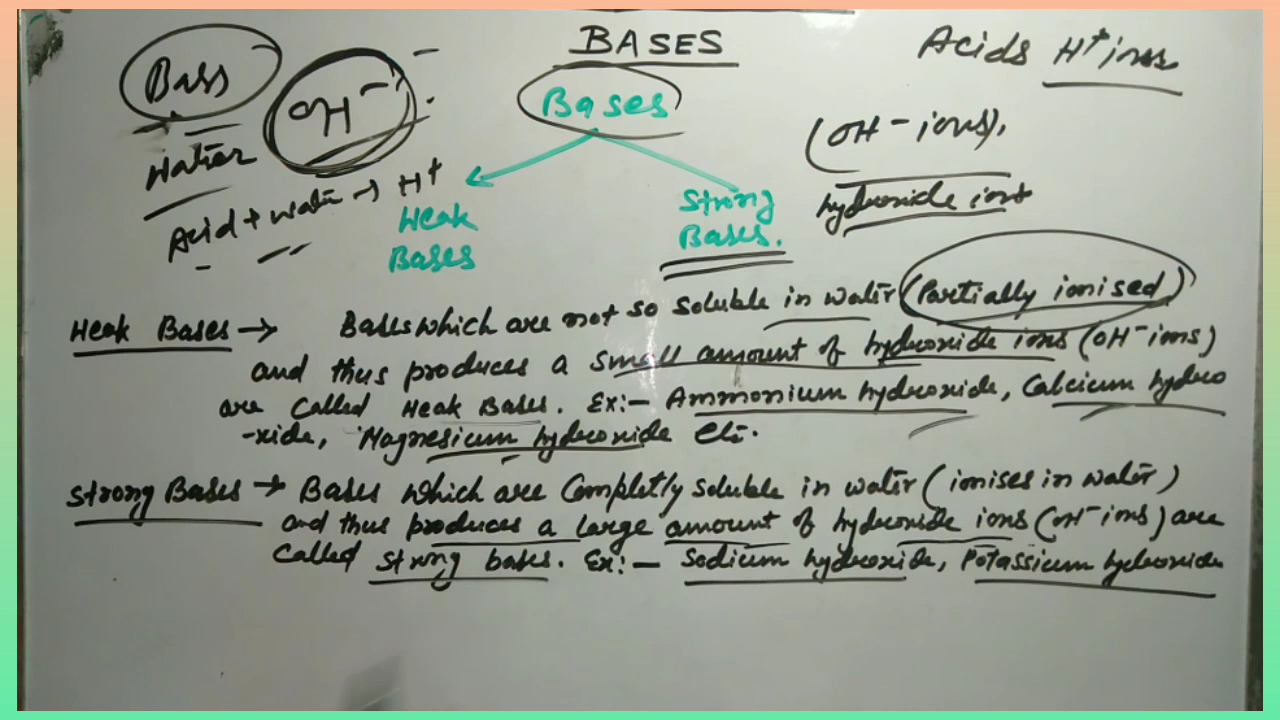 BASES
Acids H⁺ ions
Bass
OH⁻
Bases
(OH⁻ ions),
hydroxide ions
Water
Acid + water → H⁺
Weak
Bases
Strong
Bases.
Weak Bases → Bases which are not so soluble in water (Partially ionised)
and thus produces a small amount of hydroxide ions (OH⁻ ions)
are called Weak Bases. Ex:- Ammonium hydroxide, Calcium hydro
-xide, Magnesium hydroxide etc.
Strong Bases → Bases which are Completly soluble in water (ionises in water)
and thus produces a large amount of hydroxide ions (OH⁻ ions) are
called strong bases. Ex:- Sodium hydroxide, Potassium hydroxide